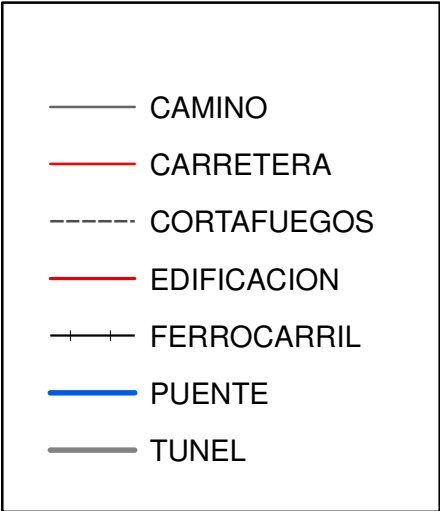 CAMINO
CARRETERA
CORTAFUEGOS
EDIFICACION
FERROCARRIL
PUENTE
TUNEL